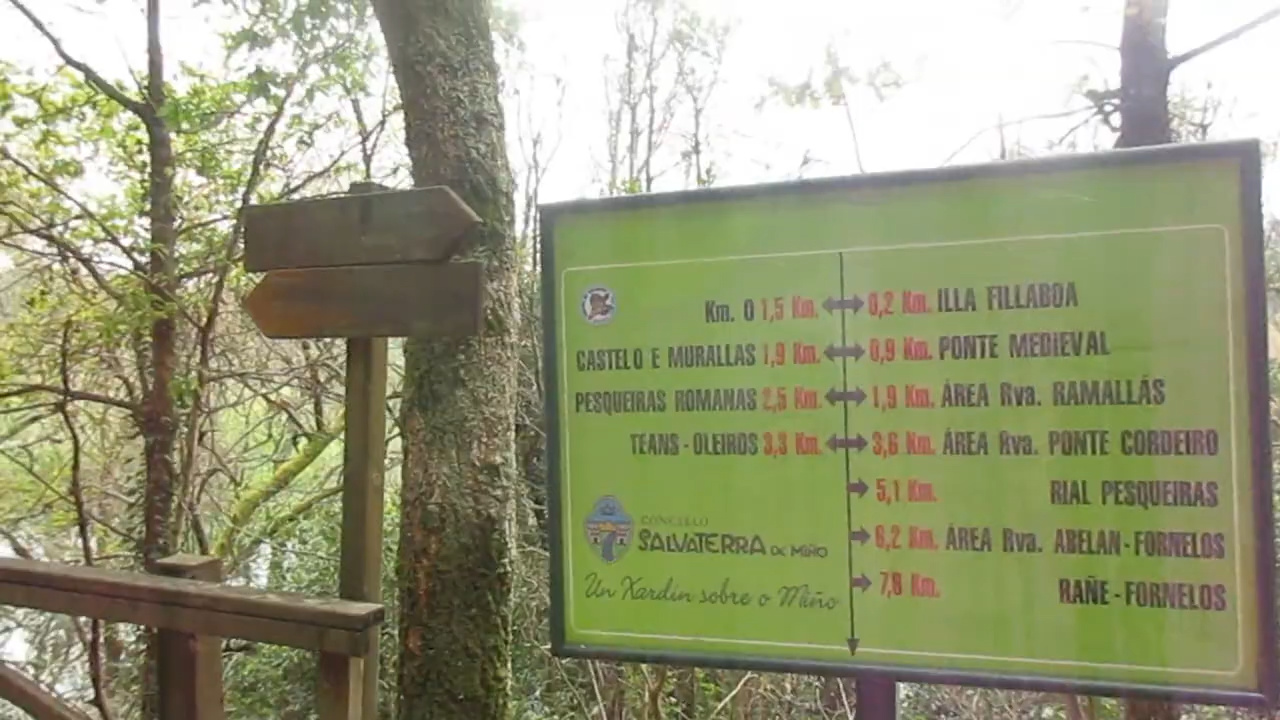 Km. 0 1,5 Km. 0,2 Km. ILLA FILLABOA
CASTELO E MURALLAS 1,9 Km. 0,9 Km. PONTE MEDIEVAL
PESQUEIRAS ROMANAS 2,5 Km. 1,9 Km. ÁREA Rva. RAMALLÁS
TEANS - OLEIROS 3,3 Km. 3,6 Km. ÁREA Rva. PONTE CORDEIRO
5,1 Km. RIAL PESQUEIRAS
6,2 Km. ÁREA Rva. ABELAN - FORNELOS
7,8 Km. RAÑE - FORNELOS
CONCELLO
SALVATERRA DE MIÑO
Un Xardín sobre o Miño